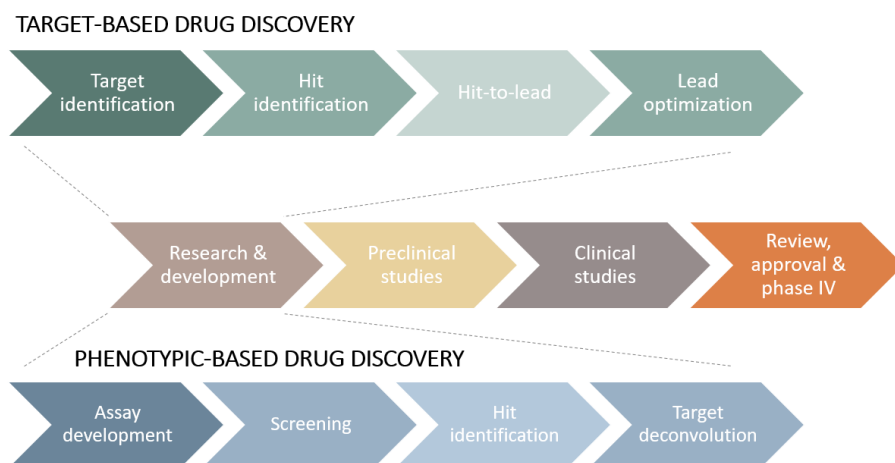 TARGET-BASED DRUG DISCOVERY
Target
identification
Hit
identification
Hit-to-lead
Lead
optimization
Research &
development
Preclinical
studies
Clinical
studies
Review,
approval &
phase IV
PHENOTYPIC-BASED DRUG DISCOVERY
Assay
development
Screening
Hit
identification
Target
deconvolution